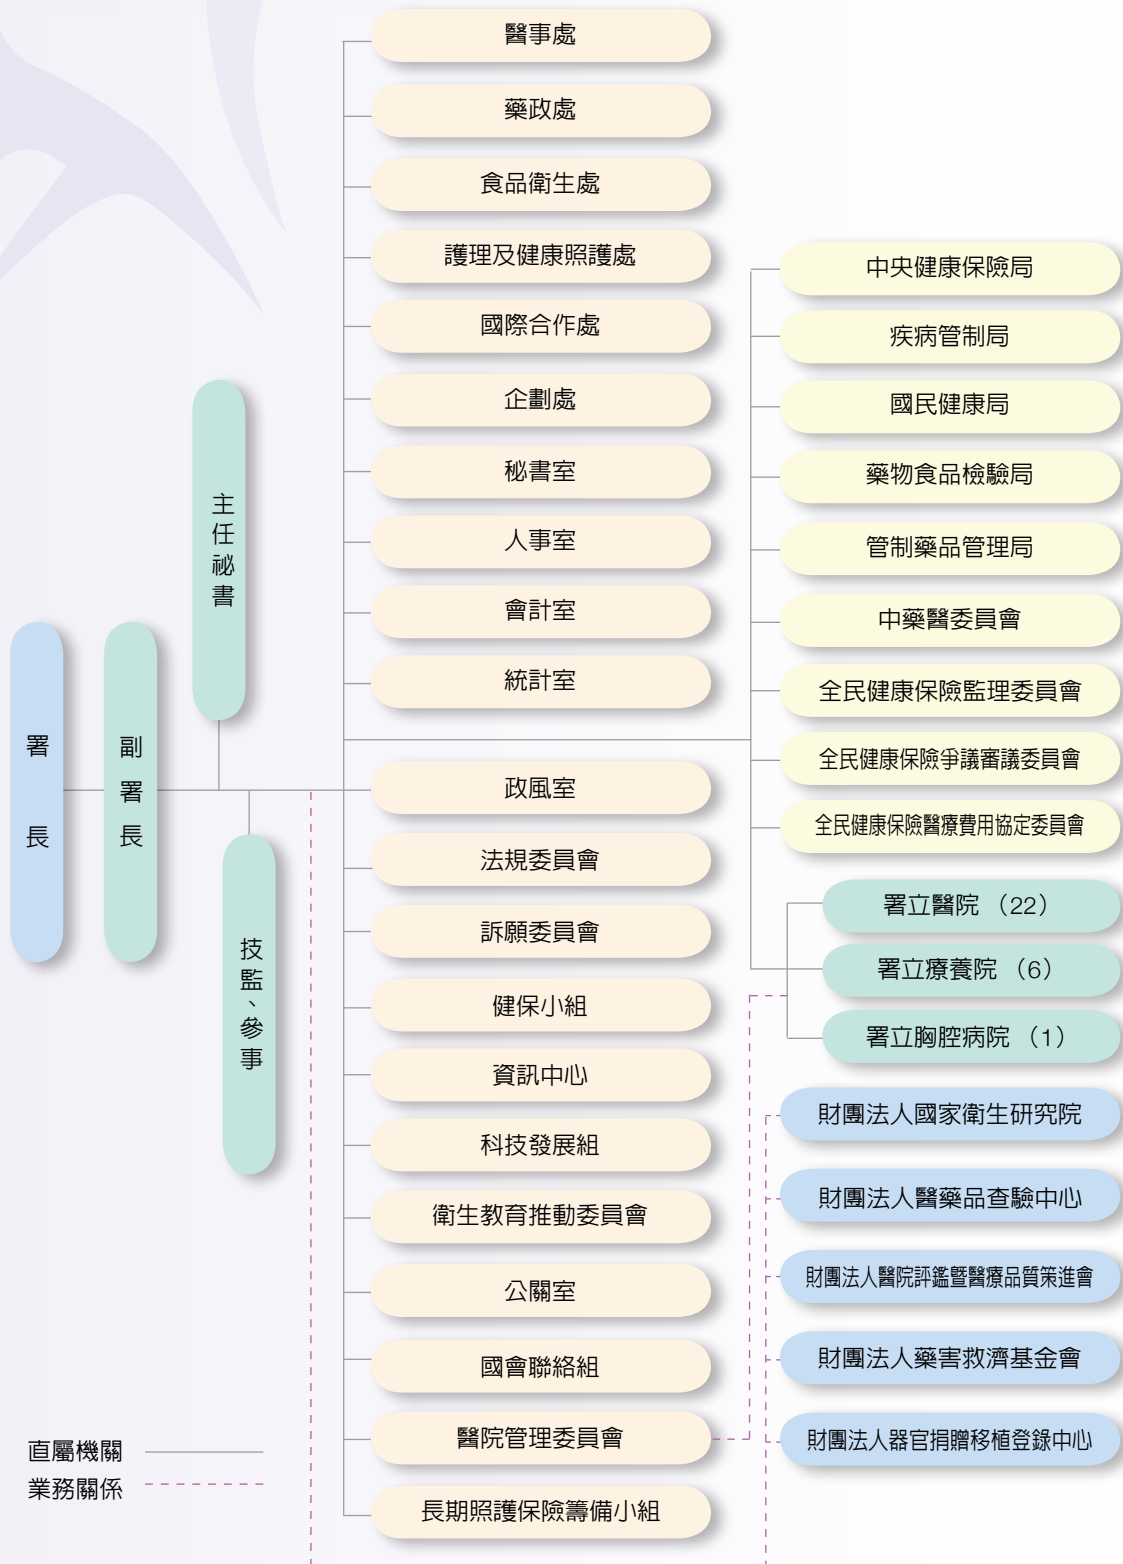 署長
副署長
主任祕書
技監、參事
醫事處
藥政處
食品衛生處
護理及健康照護處
國際合作處
企劃處
秘書室
人事室
會計室
統計室
政風室
法規委員會
訴願委員會
健保小組
資訊中心
科技發展組
衛生教育推動委員會
公關室
國會聯絡組
醫院管理委員會
長期照護保險籌備小組
中央健康保險局
疾病管制局
國民健康局
藥物食品檢驗局
管制藥品管理局
中藥醫委員會
全民健康保險監理委員會
全民健康保險爭議審議委員會
全民健康保險醫療費用協定委員會
署立醫院（22）
署立療養院（6）
署立胸腔病院（1）
財團法人國家衛生研究院
財團法人醫藥品查驗中心
財團法人醫院評鑑暨醫療品質策進會
財團法人藥害救濟基金會
財團法人器官捐贈移植登錄中心
直屬機關
業務關係